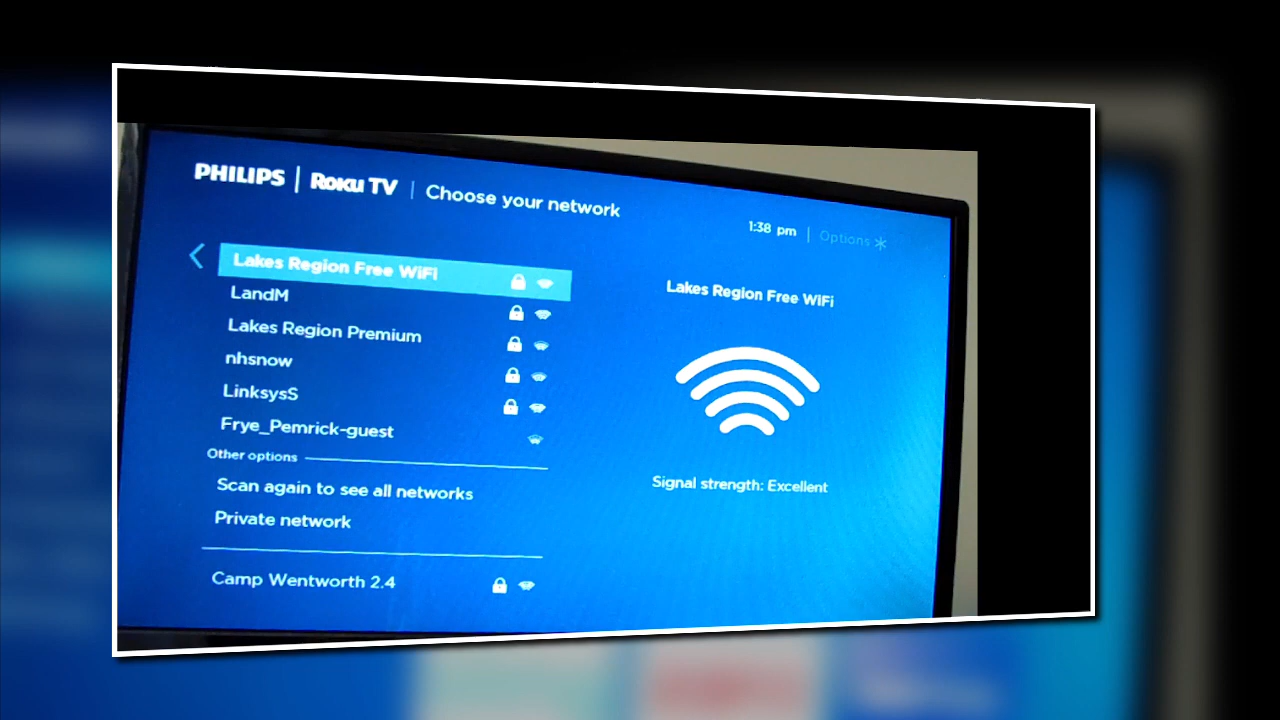 PHILIPS | Roku TV | Choose your network
1:38 pm | Options
Lakes Region Free WiFi
LandM
Lakes Region Premium
nhsnow
LinksysS
Frye_Pemrick-guest
Other options
Scan again to see all networks
Private network
Camp Wentworth 2.4
Lakes Region Free WiFi
Signal strength: Excellent